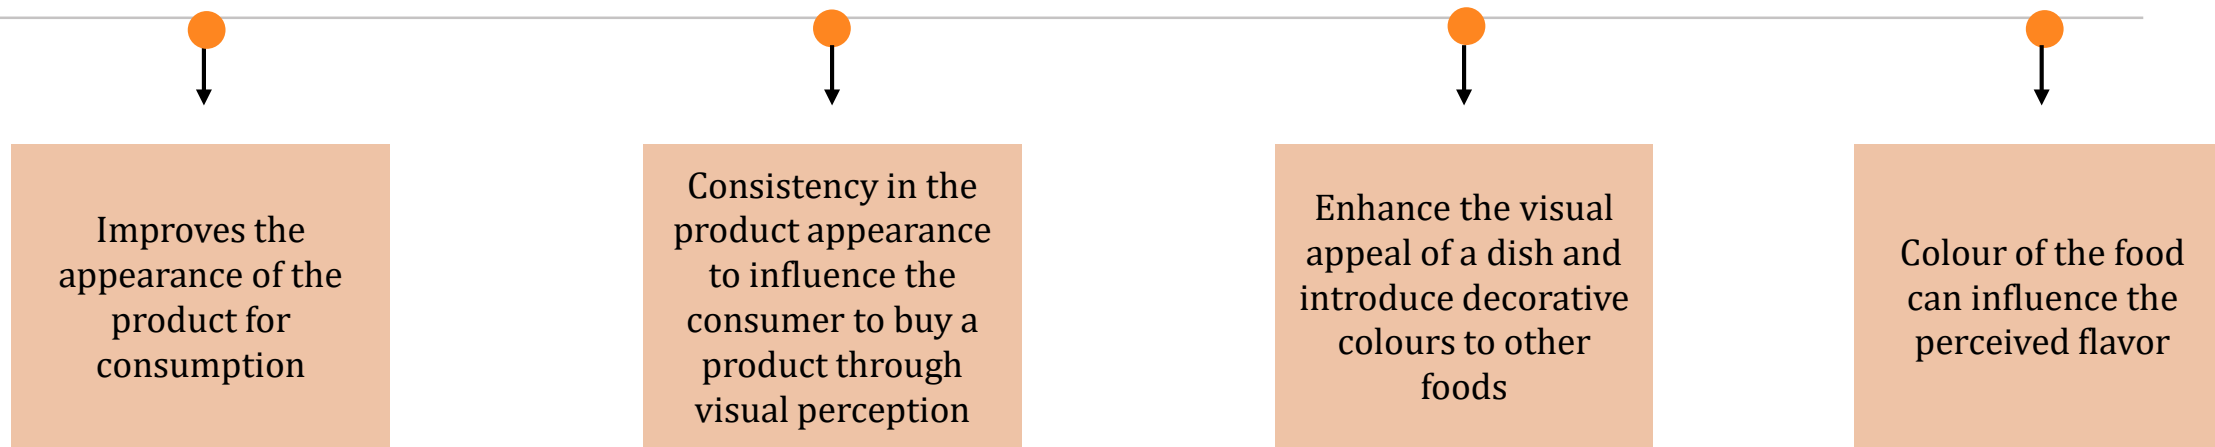 Improves the
appearance of the
product for
consumption
Consistency in the
product appearance
to influence the
consumer to buy a
product through
visual perception
Enhance the visual
appeal of a dish and
introduce decorative
colours to other
foods
Colour of the food
can influence the
perceived flavor